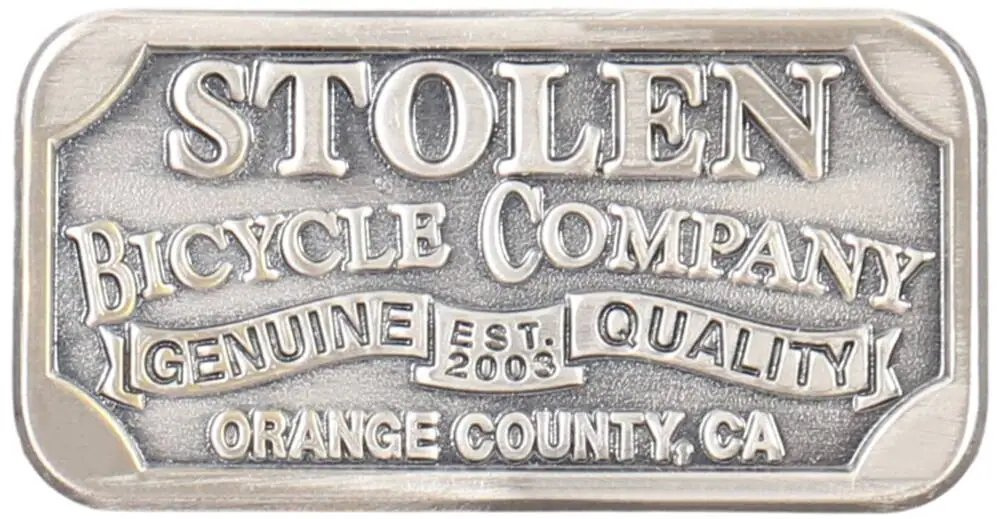 STOLEN
BICYCLE COMPANY
GENUINE EST. 2003 QUALITY
ORANGE COUNTY, CA